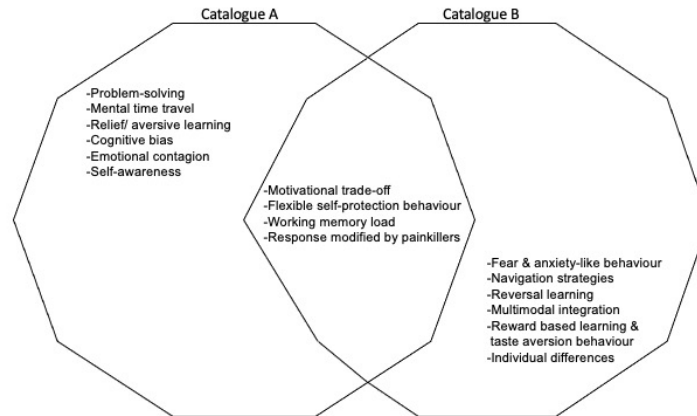 Catalogue A
Catalogue B
-Problem-solving
-Mental time travel
-Relief/ aversive learning
-Cognitive bias
-Emotional contagion
-Self-awareness
-Motivational trade-off
-Flexible self-protection behaviour
-Working memory load
-Response modified by painkillers
-Fear & anxiety-like behaviour
-Navigation strategies
-Reversal learning
-Multimodal integration
-Reward based learning &
taste aversion behaviour
-Individual differences